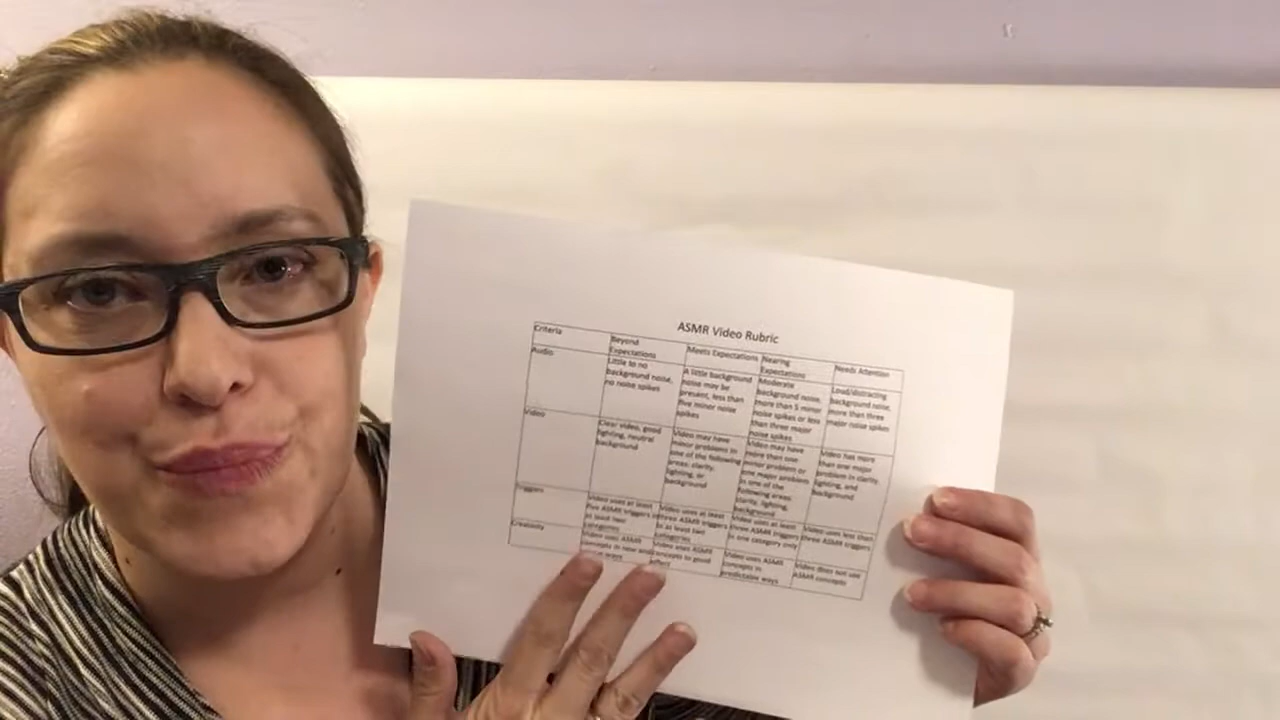 ASMR Video Rubric
Criteria
Beyond
Expectations
Meets Expectations
Nearing
Expectations
Needs Attention
Audio
Little to no
background noise,
no noise spikes
A little background
noise may be
present, less than
five minor noise
spikes
Moderate
background noise,
more than 5 minor
noise spikes or less
than three major
noise spikes
Loud/distracting
background noise,
more than three
major noise spikes
Video
Clear video, good
lighting, neutral
background
Video may have
minor problems in
one of the following
areas: clarity,
lighting, or
background
Video may have
more than one
minor problem or
one major problem
in one of the
following areas:
clarity, lighting,
background
Video has more
than one major
problem in clarity,
lighting, and
background
Triggers
Video uses at least
five ASMR triggers in
at least two
categories
Video uses at least
three ASMR triggers
in at least two
categories
Video uses at least
three ASMR triggers
in one category only
Video uses less than
three ASMR triggers
Creativity
Video uses ASMR
concepts in new and
ways
Video uses ASMR
concepts to good
effect
Video uses ASMR
concepts in
predictable ways
Video does not use
ASMR concepts